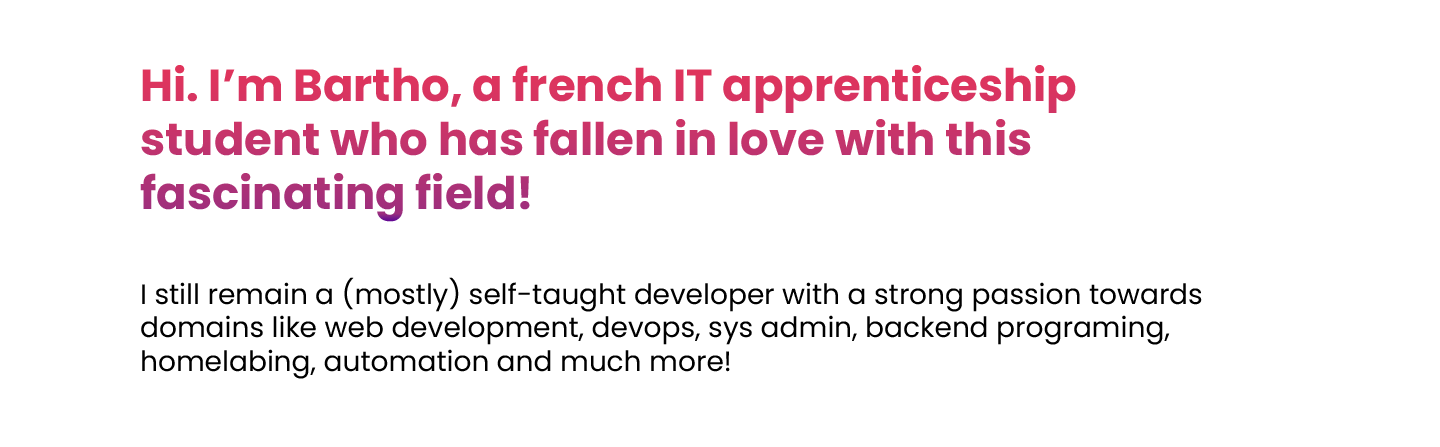 Hi. I’m Bartho, a french IT apprenticeship
student who has fallen in love with this
fascinating field!
I still remain a (mostly) self-taught developer with a strong passion towards
domains like web development, devops, sys admin, backend programing,
homelabing, automation and much more!